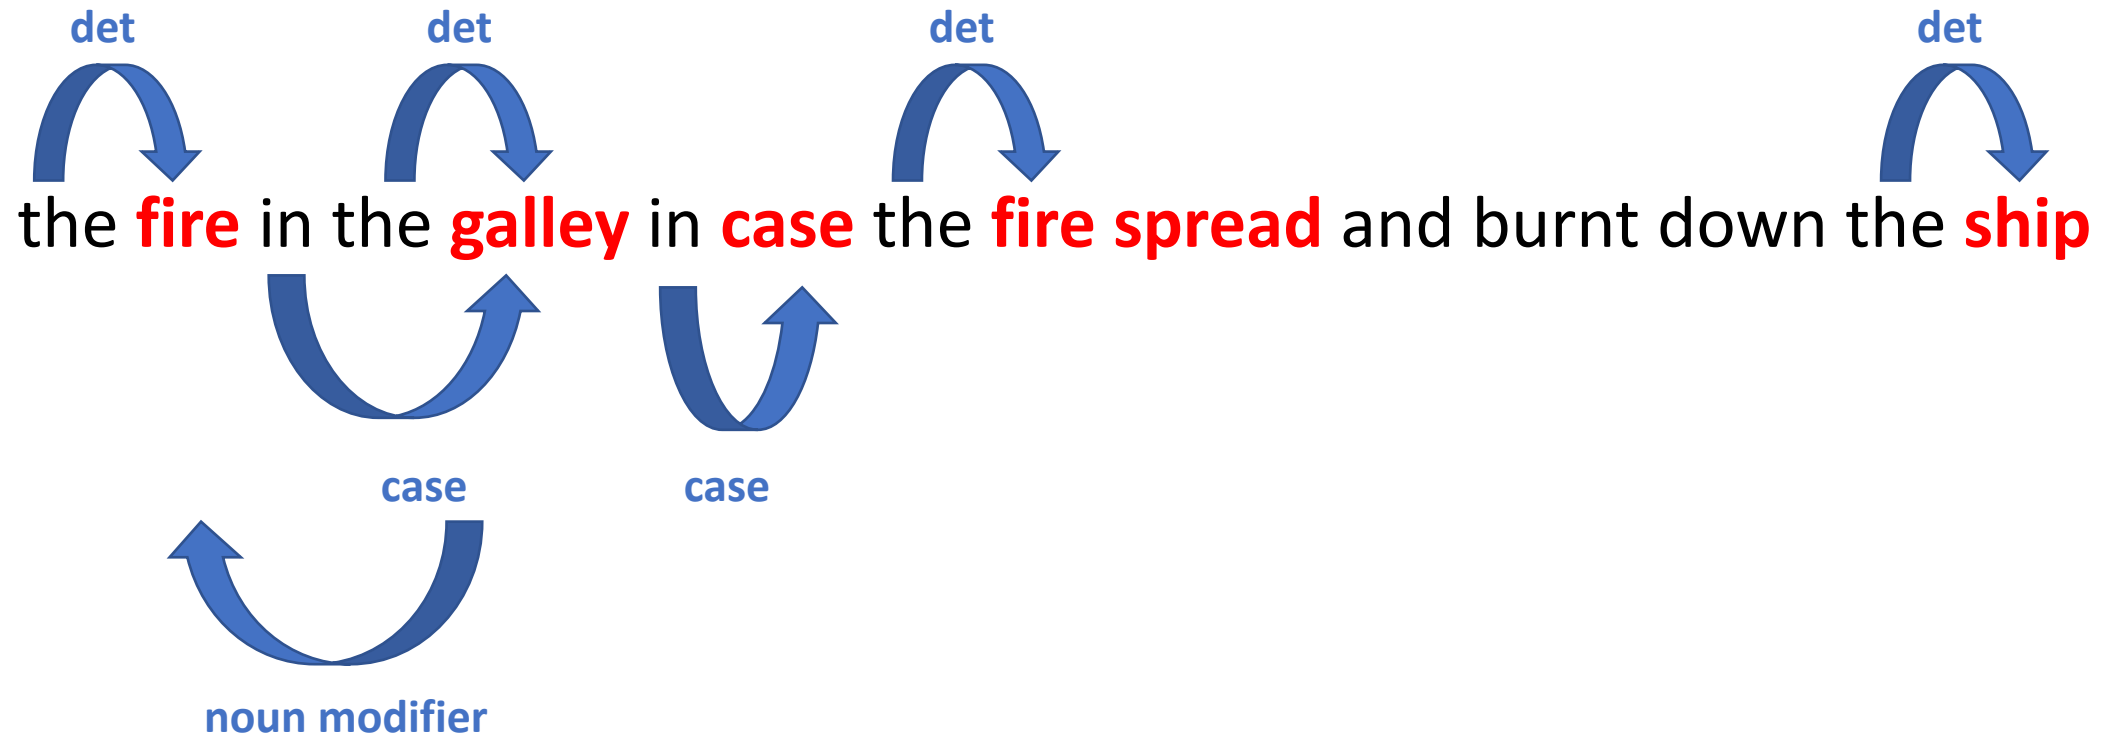 det det det det
the fire in the galley in case the fire spread and burnt down the ship
case case
noun modifier